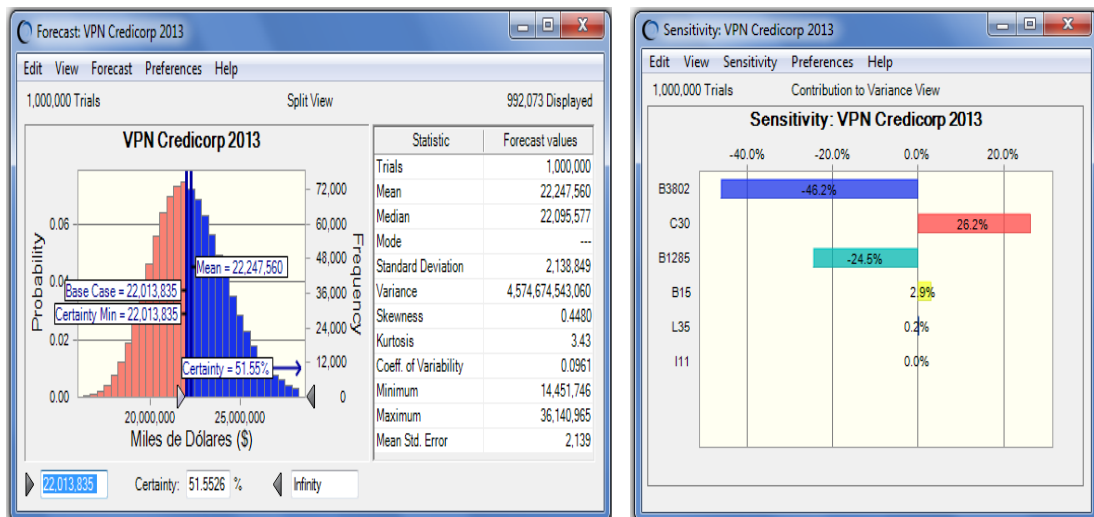 Forecast: VPN Credicorp 2013
Edit View Forecast Preferences Help
1,000,000 Trials Split View 992,073 Displayed
VPN Credicorp 2013
Probability
0.06
0.04
0.02
0.00
Mean = 22,247,560
Base Case = 22,013,835
Certainty Min = 22,013,835
Certainty = 51.55%
72,000
60,000
48,000
36,000
24,000
12,000
0
Frequency
20,000,000 25,000,000
Miles de Dólares ($)
Statistic Forecast values
Trials 1,000,000
Mean 22,247,560
Median 22,095,577
Mode ---
Standard Deviation 2,138,849
Variance 4,574,674,543,060
Skewness 0.4480
Kurtosis 3.43
Coeff. of Variability 0.0961
Minimum 14,451,746
Maximum 36,140,965
Mean Std. Error 2,139
22,013,835 Certainty: 51.5526 % Infinity
Sensitivity: VPN Credicorp 2013
Edit View Sensitivity Preferences Help
1,000,000 Trials Contribution to Variance View
Sensitivity: VPN Credicorp 2013
-40.0% -20.0% 0.0% 20.0%
B3802 -46.2%
C30 26.2%
B1285 -24.5%
B15 2.9%
L35 0.2%
I11 0.0%